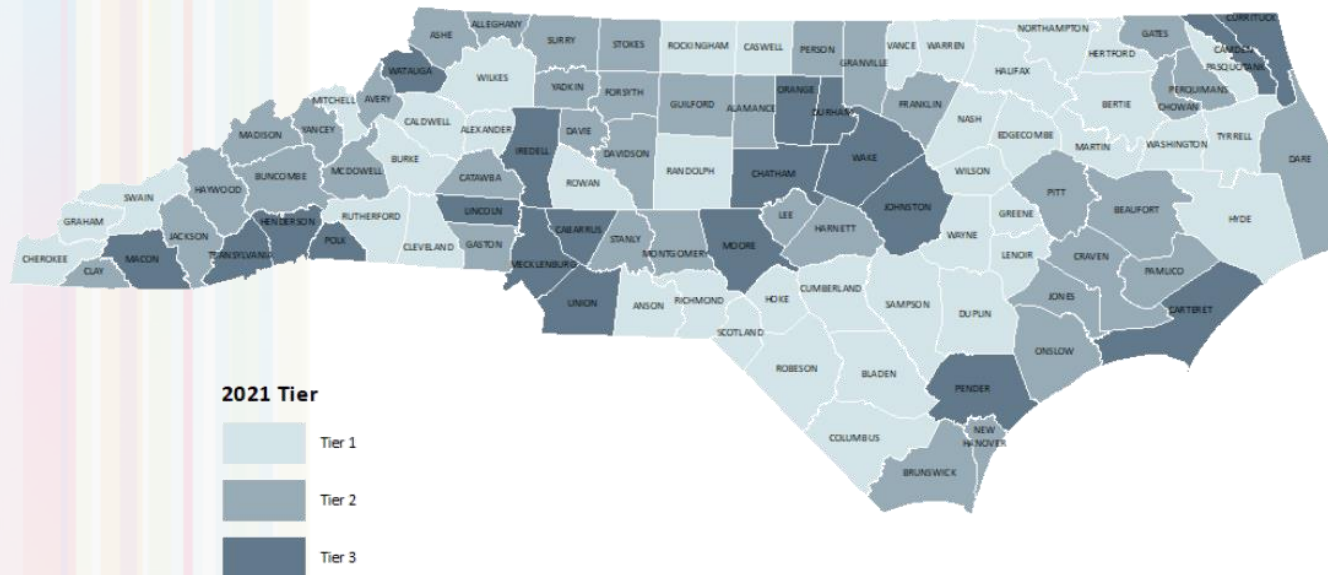 CURRITUCK
ALLEGHANY
NORTHAMPTON
ASHE
SURRY
STOKES
ROCKINGHAM
CASWELL
PERSON
VANCE
WARREN
GATES
HERTFORD
CAMDEN
GRANVILLE
PASQUOTANK
WATAUGA
WILKES
HALIFAX
YADKIN
FORSYTH
ORANGE
PERQUIMANS
MITCHELL
AVERY
GUILFORD
ALAMANCE
DURHAM
FRANKLIN
BERTIE
CHOWAN
CALDWELL
NASH
MADISON
YANCEY
ALEXANDER
DAVIE
EDGECOMBE
TYRRELL
IREDELL
DAVIDSON
MARTIN
WASHINGTON
BURKE
WAKE
DARE
BUNCOMBE
MCDOWELL
CATAWBA
RANDOLPH
CHATHAM
WILSON
HAYWOOD
ROWAN
SWAIN
PITT
JOHNSTON
BEAUFORT
LINCOLN
GREENE
LEE
HYDE
GRAHAM
HENDERSON
RUTHERFORD
CABARRUS
HARNETT
JACKSON
POLK
CLEVELAND
GASTON
STANLY
MOORE
WAYNE
CHEROKEE
MACON
TRANSYLVANIA
MONTGOMERY
LENOIR
CRAVEN
MECKLENBURG
CLAY
PAMLICO
CUMBERLAND
JONES
UNION
ANSON
RICHMOND
HOKE
SAMPSON
DUPLIN
CARTERET
SCOTLAND
ONSLOW
ROBESON
BLADEN
PENDER
2021 Tier
NEW
HANOVER
COLUMBUS
Tier 1
BRUNSWICK
Tier 2
Tier 3